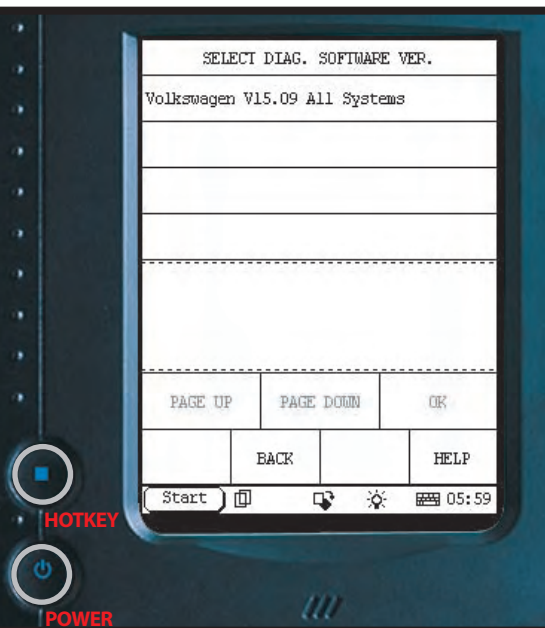 SELECT DIAG. SOFTWARE VER.
Volkswagen V15.09 All Systems
PAGE UP PAGE DOWN OK
BACK HELP
Start 05:59
HOTKEY
POWER